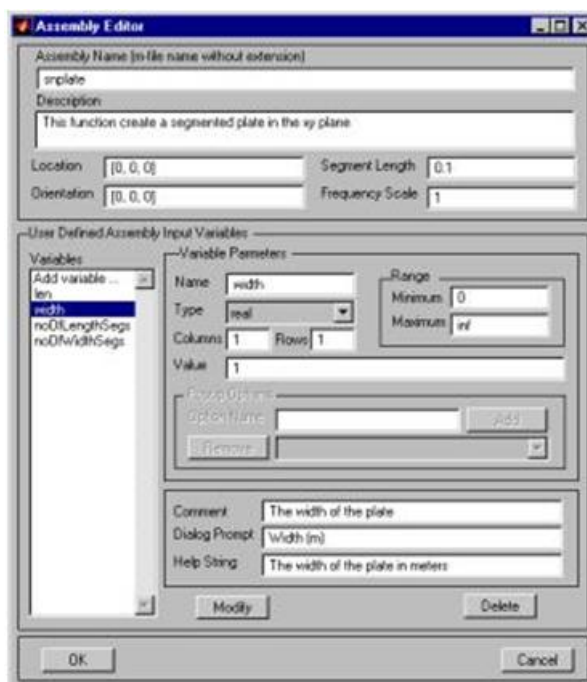 Assembly Editor
Assembly Name (m-file name without extension)
snplate
Description
This function create a segmented plate in the xy plane
Location [0, 0, 0] Segment Length 0.1
Orientation [0, 0, 0] Frequency Scale 1
User Defined Assembly Input Variables
Variables
Add variable ...
len
width
noOfLengthSegs
noOfWidthSegs
Variable Parmeters
Name width
Type real
Columns 1 Rows 1
Value 1
Range
Minimum 0
Maximum inf
Popup Options
Option Name Add
Remove
Comment The width of the plate
Dialog Prompt Width (m)
Help String The width of the plate in meters
Modify Delete
OK Cancel